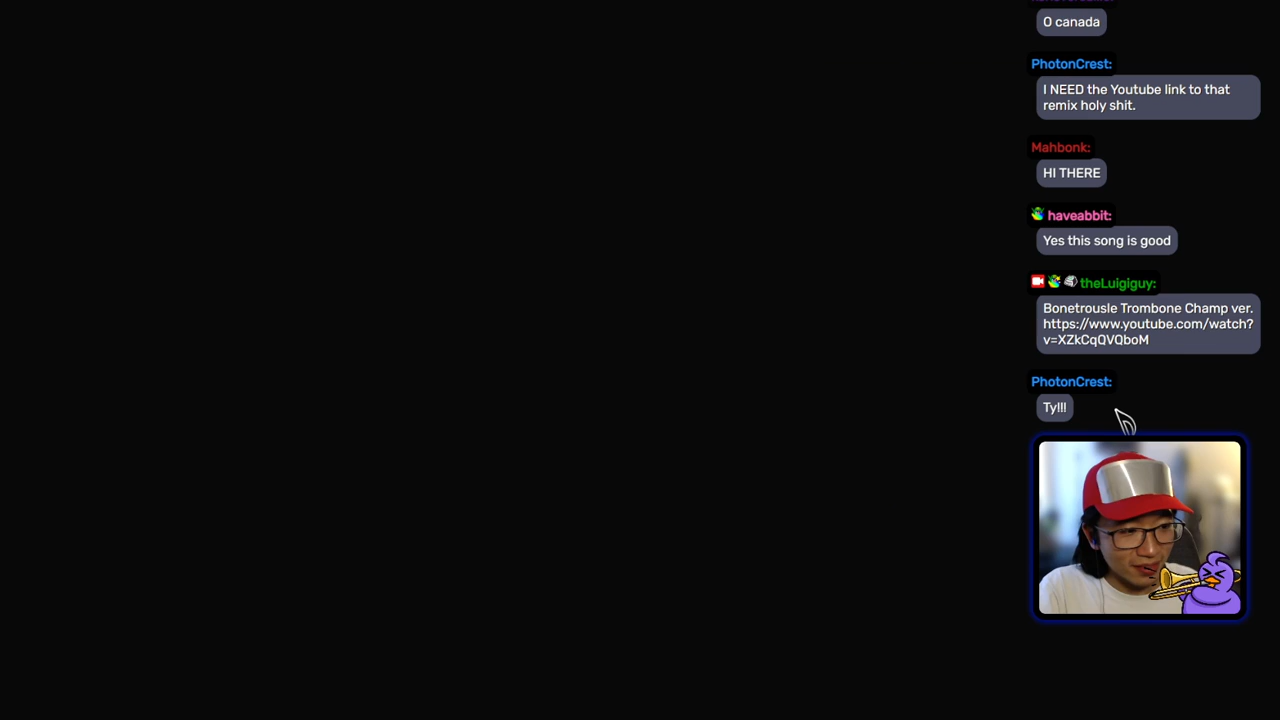 O canada
PhotonCrest:
I NEED the Youtube link to that
remix holy shit.
Mahbonk:
HI THERE
haveabbit:
Yes this song is good
theLuigiguy:
Bonetrousle Trombone Champ ver.
https://www.youtube.com/watch?
v=XZkCqQVQboM
PhotonCrest:
Ty!!!